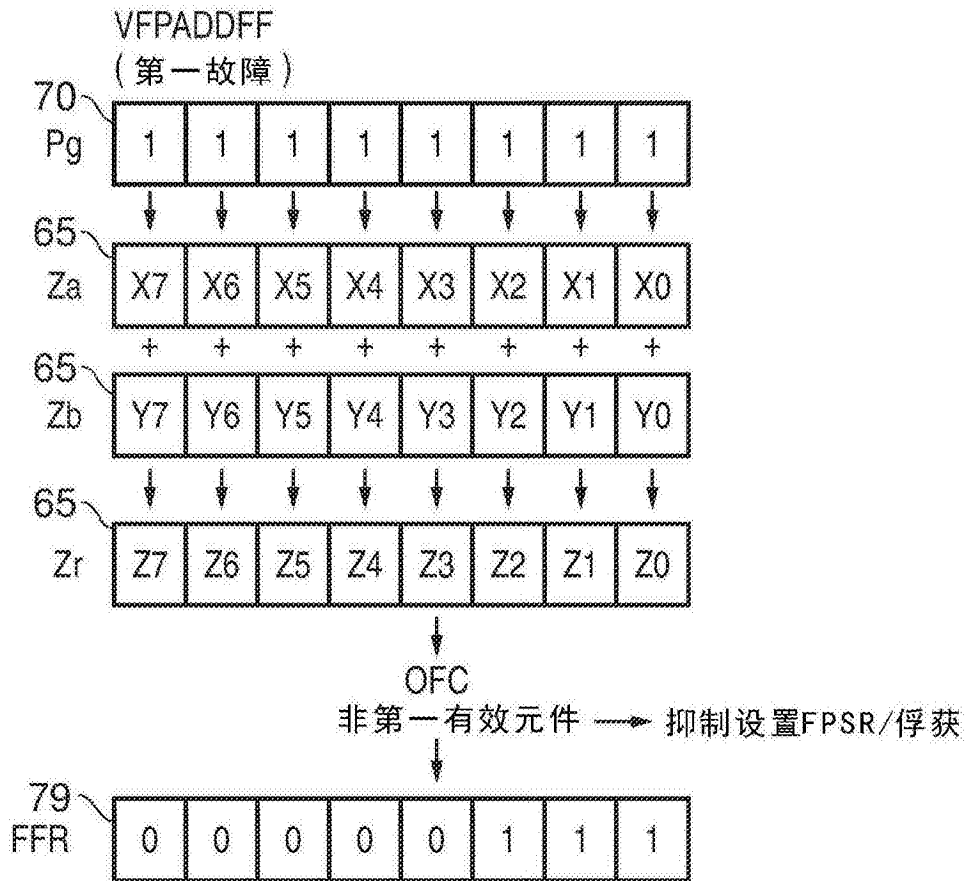 VFPADDFF
(第一故障)
70
Pg 1 1 1 1 1 1 1 1
65
Za X7 X6 X5 X4 X3 X2 X1 X0
+ + + + + + + +
65
Zb Y7 Y6 Y5 Y4 Y3 Y2 Y1 Y0
65
Zr Z7 Z6 Z5 Z4 Z3 Z2 Z1 Z0
OFC
非第一有效元件 抑制设置FPSR/俘获
79
FFR 0 0 0 0 0 1 1 1